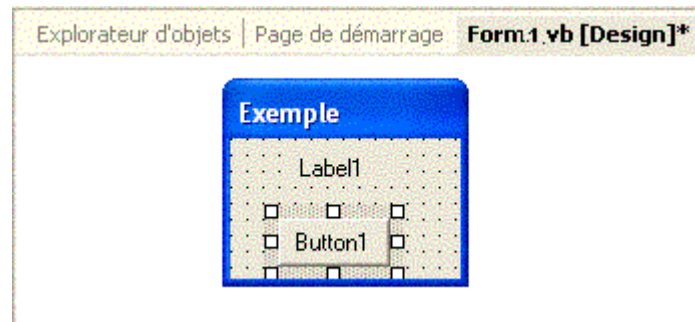 Explorateur d'objets | Page de démarrage Form1.vb [Design]*
Exemple
Label1
Button1